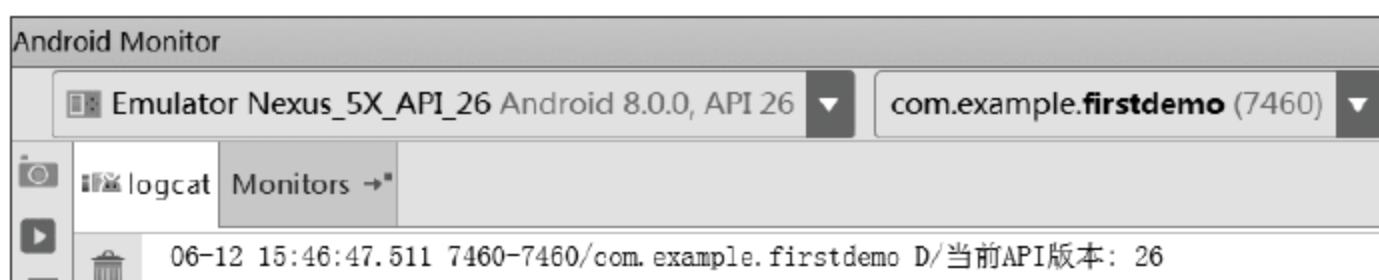 Android Monitor
Emulator Nexus_5X_API_26 Android 8.0.0, API 26 com.example.firstdemo (7460)
logcat Monitors
06-12 15:46:47.511 7460-7460/com.example.firstdemo D/当前API版本: 26